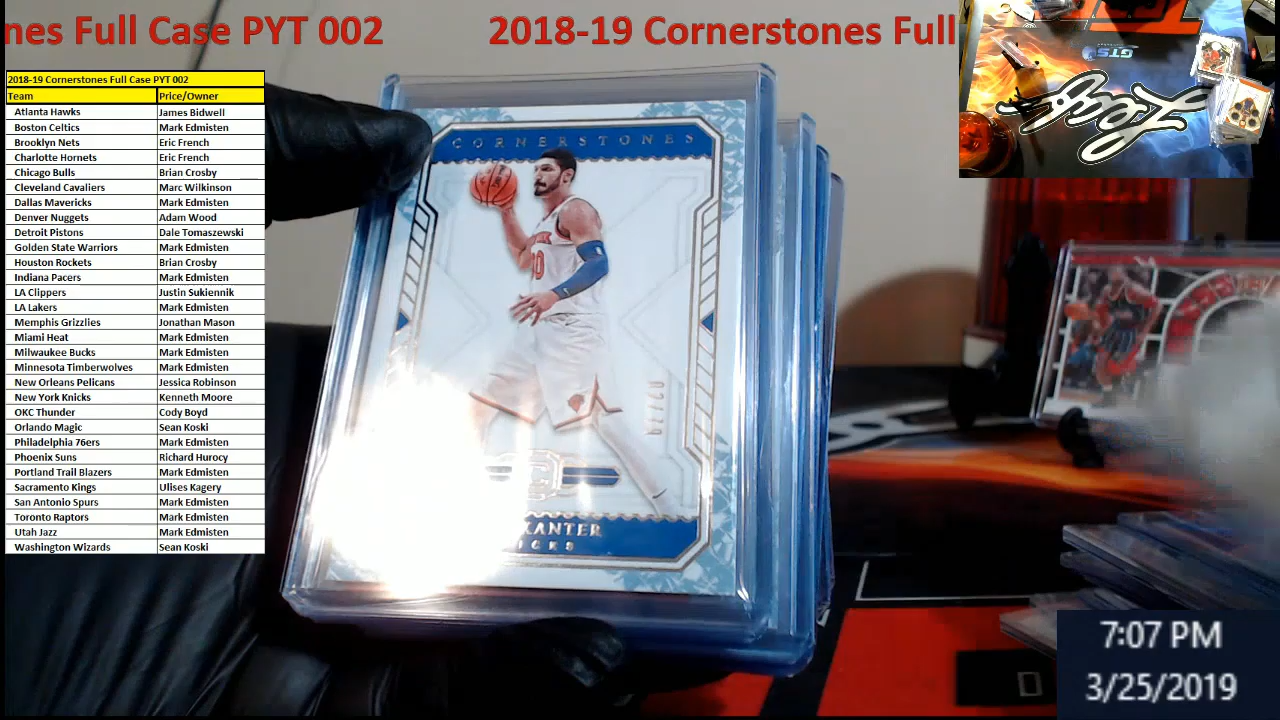 nes Full Case PYT 002 2018-19 Cornerstones Full
2018-19 Cornerstones Full Case PYT 002
Team Price/Owner
Atlanta Hawks James Bidwell
Boston Celtics Mark Edmisten
Brooklyn Nets Eric French
Charlotte Hornets Eric French
Chicago Bulls Brian Crosby
Cleveland Cavaliers Marc Wilkinson
Dallas Mavericks Mark Edmisten
Denver Nuggets Adam Wood
Detroit Pistons Dale Tomaszewski
Golden State Warriors Mark Edmisten
Houston Rockets Brian Crosby
Indiana Pacers Mark Edmisten
LA Clippers Justin Sukiennik
LA Lakers Mark Edmisten
Memphis Grizzlies Jonathan Mason
Miami Heat Mark Edmisten
Milwaukee Bucks Mark Edmisten
Minnesota Timberwolves Mark Edmisten
New Orleans Pelicans Jessica Robinson
New York Knicks Kenneth Moore
OKC Thunder Cody Boyd
Orlando Magic Sean Koski
Philadelphia 76ers Mark Edmisten
Phoenix Suns Richard Hurocy
Portland Trail Blazers Mark Edmisten
Sacramento Kings Ulises Kagery
San Antonio Spurs Mark Edmisten
Toronto Raptors Mark Edmisten
Utah Jazz Mark Edmisten
Washington Wizards Sean Koski
CORNERSTONES
KANTER
ICKS
GTS
Leaf
7:07 PM
3/25/2019